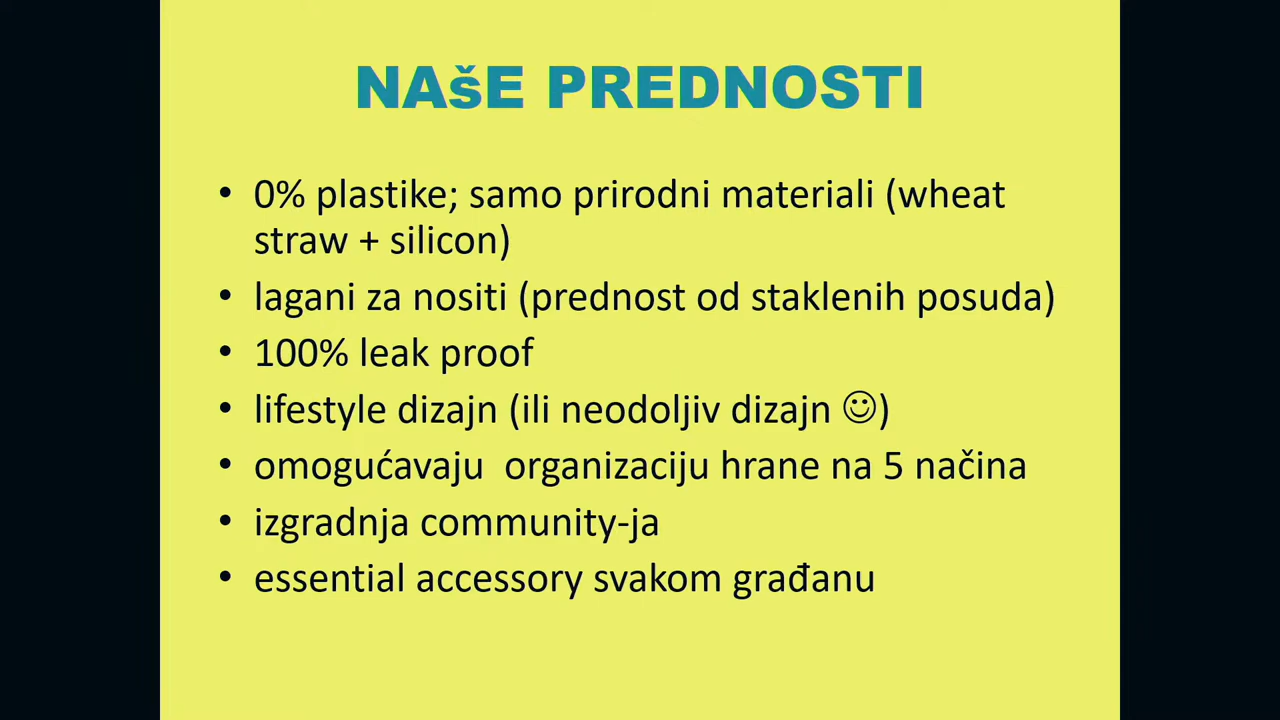 NAšE PREDNOSTI
• 0% plastike; samo prirodni materiali (wheat
straw + silicon)
• lagani za nositi (prednost od staklenih posuda)
• 100% leak proof
• lifestyle dizajn (ili neodoljiv dizajn ☺)
• omogućavaju  organizaciju hrane na 5 načina
• izgradnja community-ja
• essential accessory svakom građanu